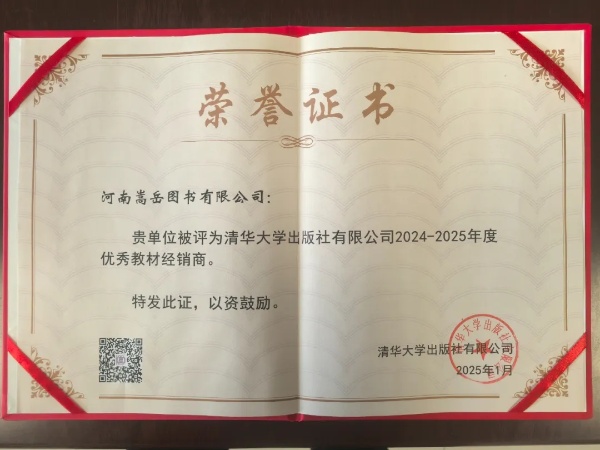 荣誉证书
河南嵩岳图书有限公司：
贵单位被评为清华大学出版社有限公司2024-2025年度
优秀教材经销商。
特发此证，以资鼓励。
清华大学出版社有限公司
2025年1月